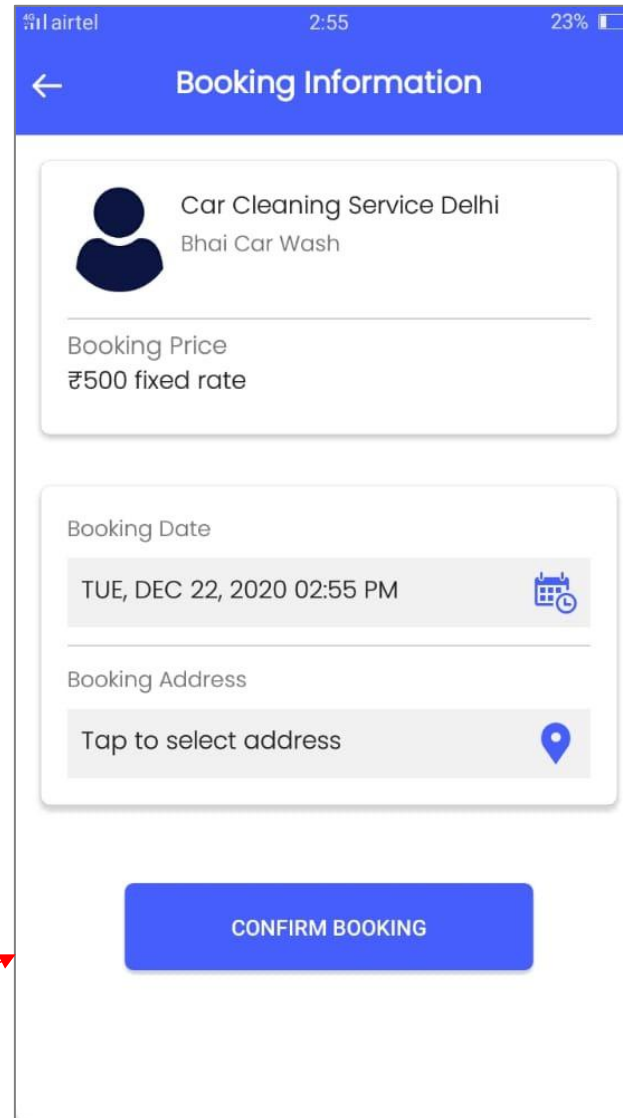 4G airtel 2:55 23%
Booking Information
Car Cleaning Service Delhi
Bhai Car Wash
Booking Price
₹500 fixed rate
Booking Date
TUE, DEC 22, 2020 02:55 PM
Booking Address
Tap to select address
CONFIRM BOOKING